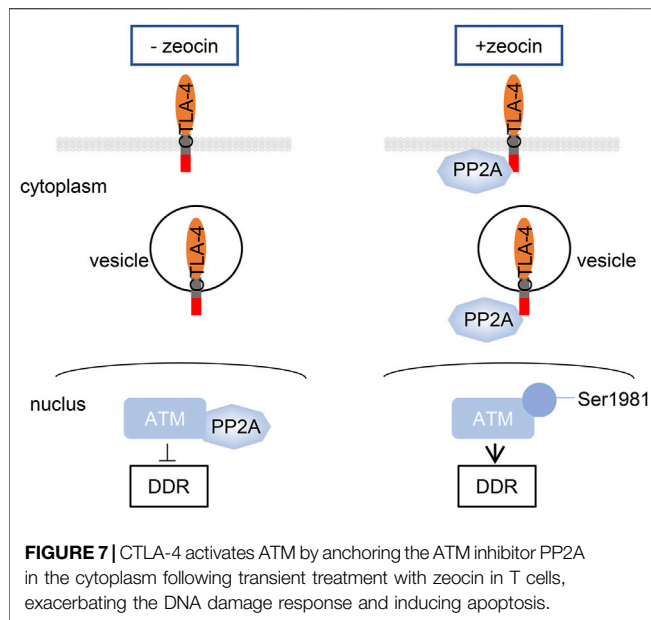 - zeocin
+zeocin
CTLA-4
CTLA-4
PP2A
cytoplasm
CTLA-4
CTLA-4
vesicle
vesicle
PP2A
nuclus
ATM
PP2A
ATM
Ser1981
DDR
DDR
FIGURE 7 | CTLA-4 activates ATM by anchoring the ATM inhibitor PP2A
in the cytoplasm following transient treatment with zeocin in T cells,
exacerbating the DNA damage response and inducing apoptosis.